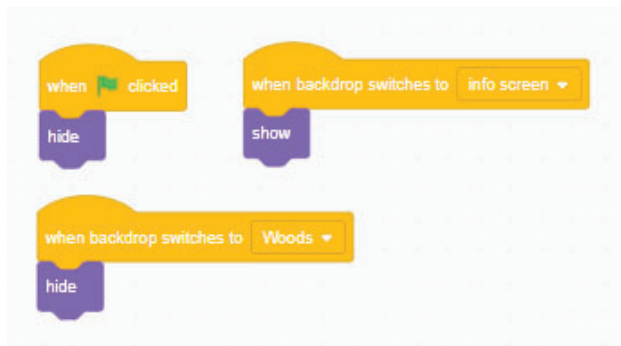 when clicked
hide
when backdrop switches to info screen
show
when backdrop switches to Woods
hide